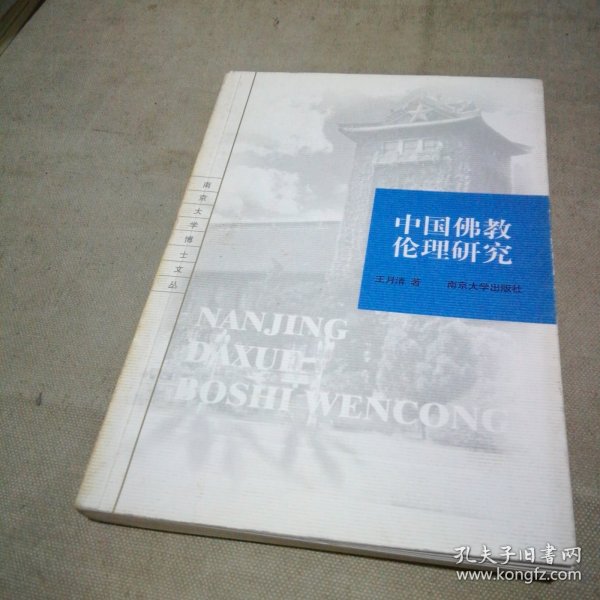 南京大学博士文丛
中国佛教
伦理研究
王月清 著 南京大学出版社
NANJING
DAXUE
BOSHI WENCONG
孔夫子旧书网
www.kongfz.com